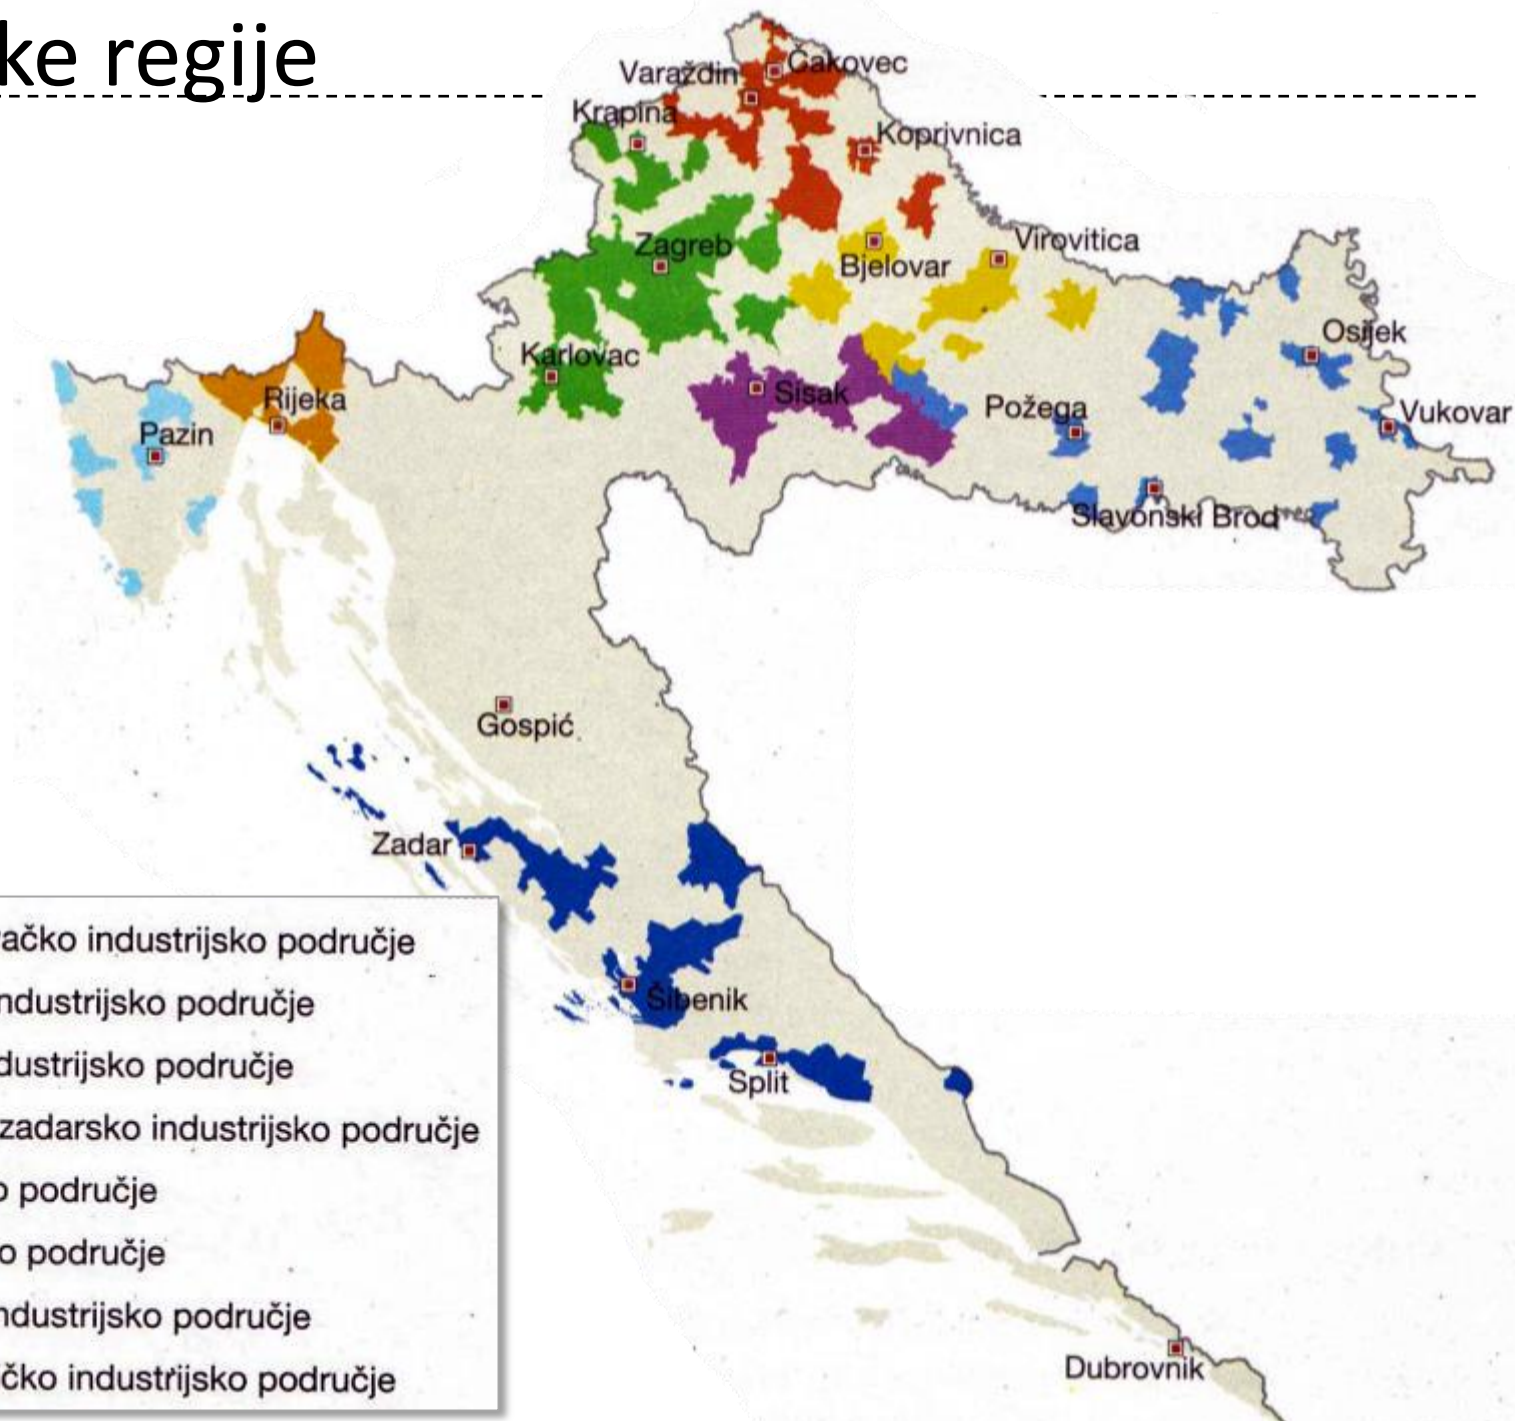 ke regije
Čakovec
Varaždin
Krapina
Koprivnica
Zagreb
Bjelovar
Virovitica
Osijek
Karlovac
Rijeka
Sisak
Požega
Vukovar
Pazin
Slavonski Brod
Gospić
Zadar
Šibenik
Split
Dubrovnik
ačko industrijsko područje
ndustrijsko područje
dustrijsko područje
zadarsko industrijsko područje
o područje
o područje
ndustrijsko područje
čko industrijsko područje